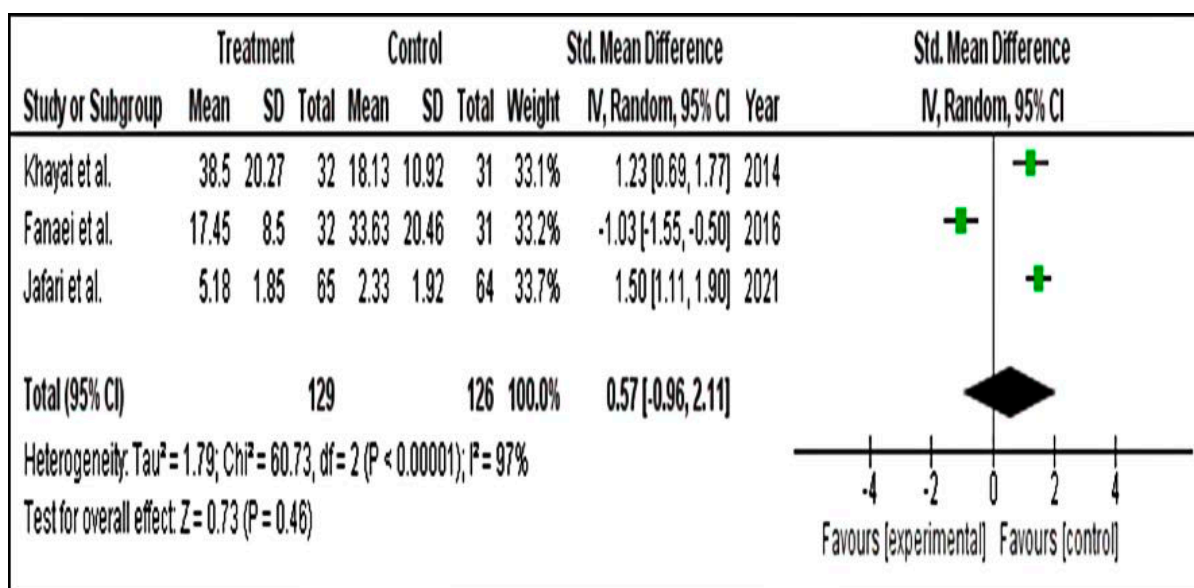 Treatment Control Std. Mean Difference Std. Mean Difference
Study or Subgroup Mean SD Total Mean SD Total Weight IV, Random, 95% CI Year IV, Random, 95% CI
Khayat et al. 38.5 20.27 32 18.13 10.92 31 33.1% 1.23 [0.69, 1.77] 2014
Fanaei et al. 17.45 8.5 32 33.63 20.46 31 33.2% -1.03 [-1.55, -0.50] 2016
Jafari et al. 5.18 1.85 65 2.33 1.92 64 33.7% 1.50 [1.11, 1.90] 2021
Total (95% CI) 129 126 100.0% 0.57 [-0.96, 2.11]
Heterogeneity: Tau² = 1.79; Chi² = 60.73, df = 2 (P < 0.00001); I² = 97%
Test for overall effect: Z = 0.73 (P = 0.46)
-4 -2 0 2 4
Favours [experimental] Favours [control]